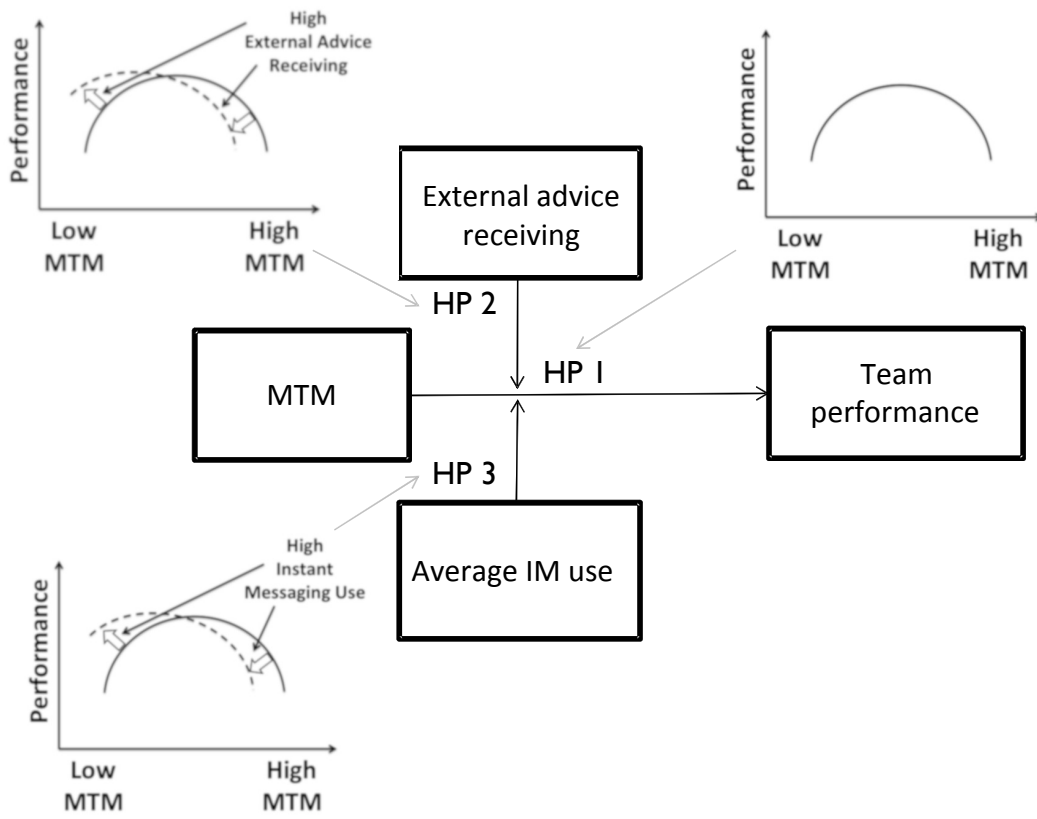 High
External Advice
Receiving
Performance
Low
MTM
High
MTM
Performance
Low
MTM
High
MTM
External advice
receiving
HP 2
HP 1
MTM
Team
performance
HP 3
Average IM use
High
Instant
Messaging Use
Performance
Low
MTM
High
MTM